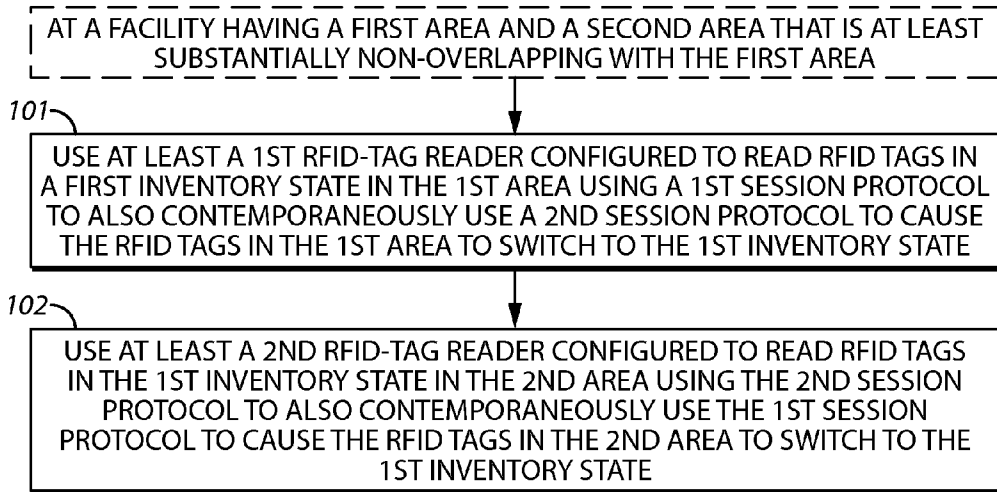 AT A FACILITY HAVING A FIRST AREA AND A SECOND AREA THAT IS AT LEAST
SUBSTANTIALLY NON-OVERLAPPING WITH THE FIRST AREA
101
USE AT LEAST A 1ST RFID-TAG READER CONFIGURED TO READ RFID TAGS IN
A FIRST INVENTORY STATE IN THE 1ST AREA USING A 1ST SESSION PROTOCOL
TO ALSO CONTEMPORANEOUSLY USE A 2ND SESSION PROTOCOL TO CAUSE
THE RFID TAGS IN THE 1ST AREA TO SWITCH TO THE 1ST INVENTORY STATE
102
USE AT LEAST A 2ND RFID-TAG READER CONFIGURED TO READ RFID TAGS
IN THE 1ST INVENTORY STATE IN THE 2ND AREA USING THE 2ND SESSION
PROTOCOL TO ALSO CONTEMPORANEOUSLY USE THE 1ST SESSION
PROTOCOL TO CAUSE THE RFID TAGS IN THE 2ND AREA TO SWITCH TO THE
1ST INVENTORY STATE